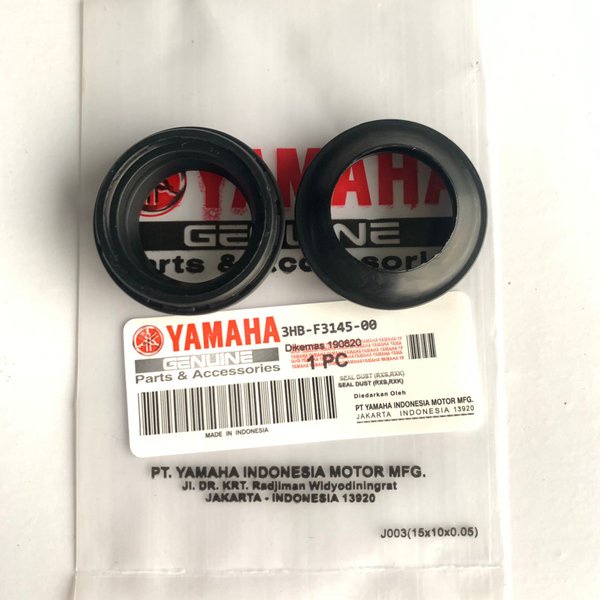 YAMAHA
GENUINE
Parts & Accessories
YAMAHA 3HB-F3145-00
GENUINE Dikemas 190820
Parts & Accessories 1 PC
SEAL DUST (RXS,RXK)
SEAL DUST (RXS,RXK)
Diedarkan Oleh
PT YAMAHA INDONESIA MOTOR MFG.
JAKARTA INDONESIA 13920
MADE IN INDONESIA
PT. YAMAHA INDONESIA MOTOR MFG.
Jl. DR. KRT. Radjiman Widyodiningrat
JAKARTA - INDONESIA 13920
J003(15x10x0.05)